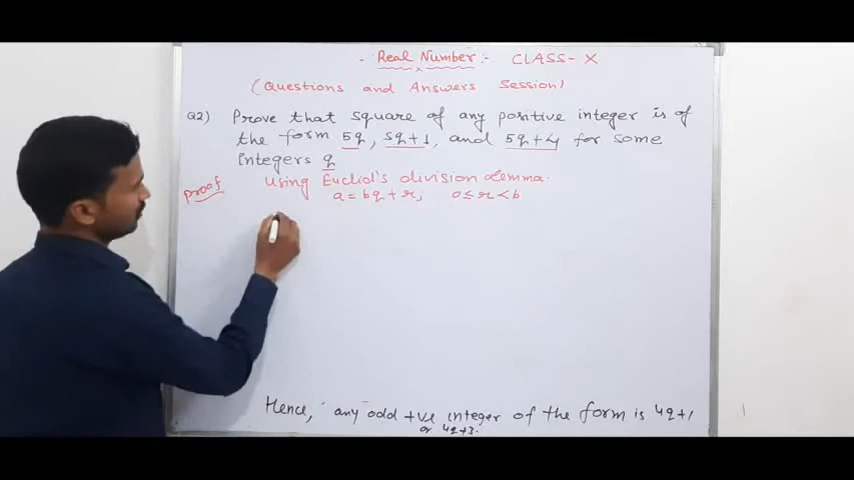 Real Number :- CLASS- X
(Questions and Answers Session)
Q2) Prove that square of any positive integer is of
the form 5q, 5q+1, and 5q+4 for some
integers q
Proof Using Euclid's division Lemma.
a = bq + r, 0 ≤ r < b
Hence, any odd +ve integer of the form is 4q+1
or 4q+3.